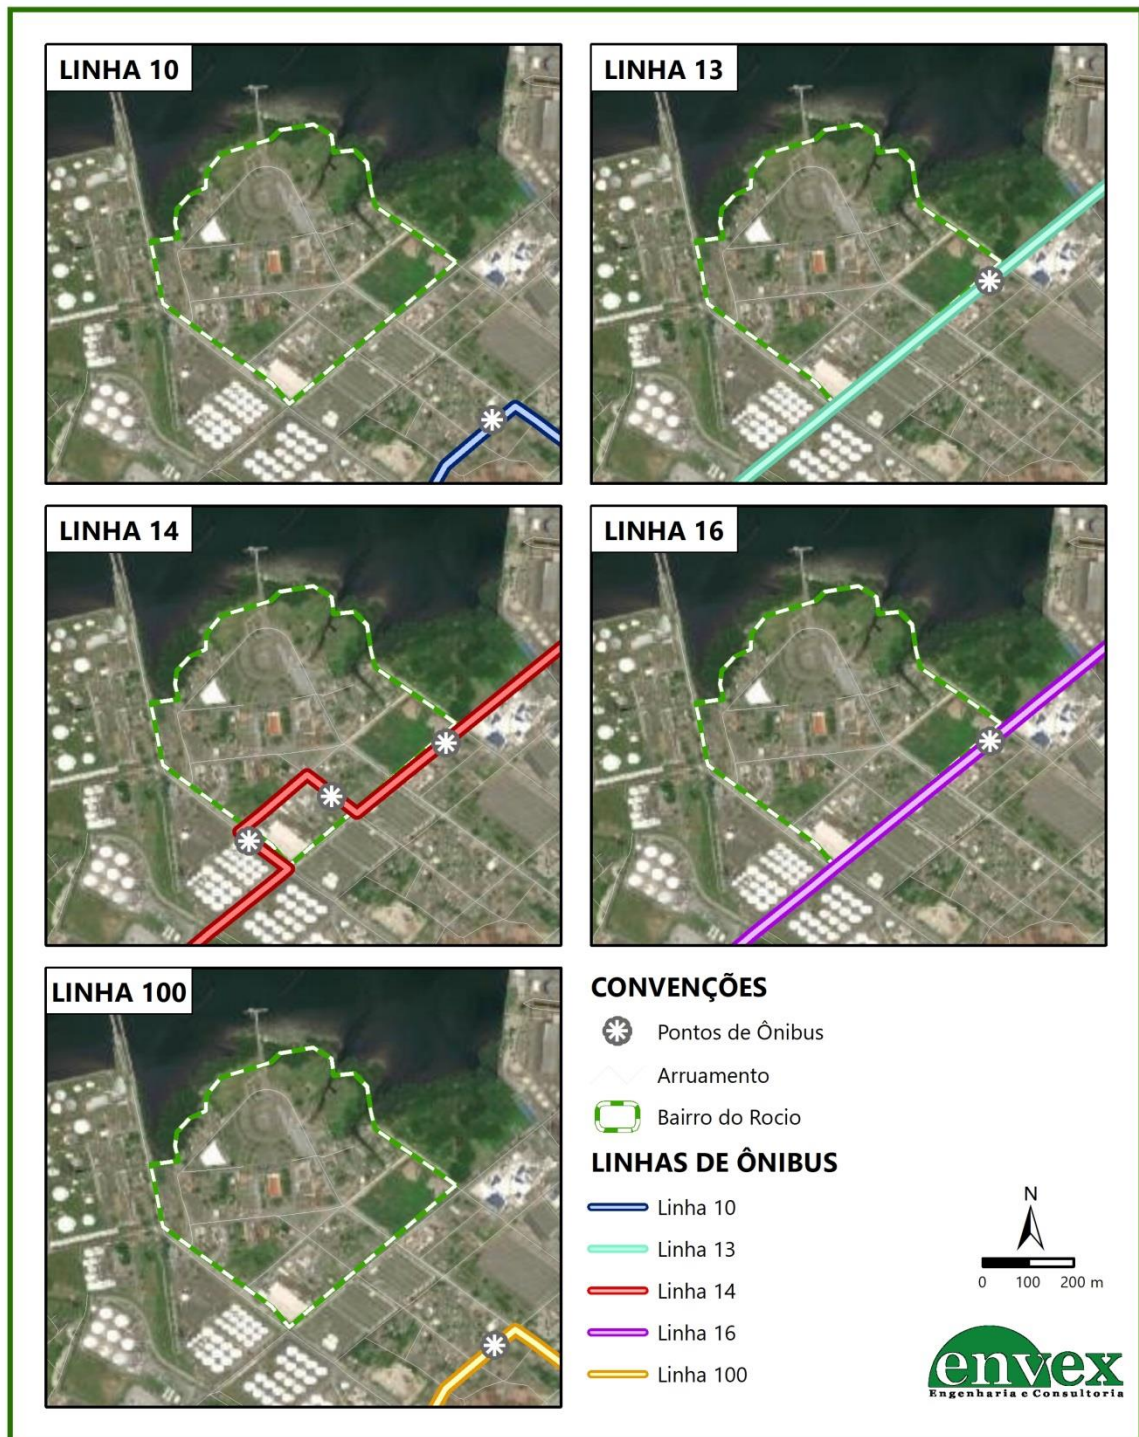 LINHA 10
LINHA 13
LINHA 14
LINHA 16
LINHA 100
CONVENÇÕES
Pontos de Ônibus
Arruamento
Bairro do Rocio
LINHAS DE ÔNIBUS
Linha 10
Linha 13
Linha 14
Linha 16
Linha 100
N
0 100 200 m
envex
Engenharia e Consultoria